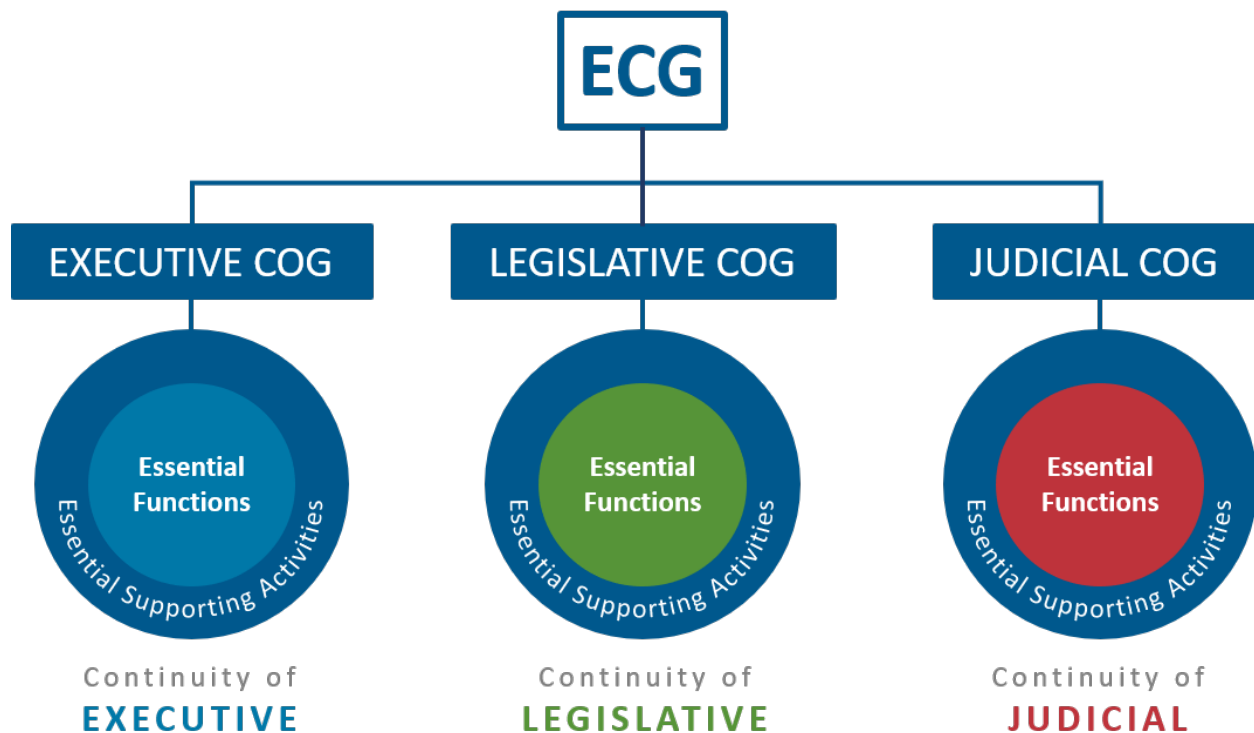 ECG
EXECUTIVE COG
LEGISLATIVE COG
JUDICIAL COG
Essential
Functions
Essential Supporting Activities
Essential
Functions
Essential Supporting Activities
Essential
Functions
Essential Supporting Activities
Continuity of
EXECUTIVE
Continuity of
LEGISLATIVE
Continuity of
JUDICIAL